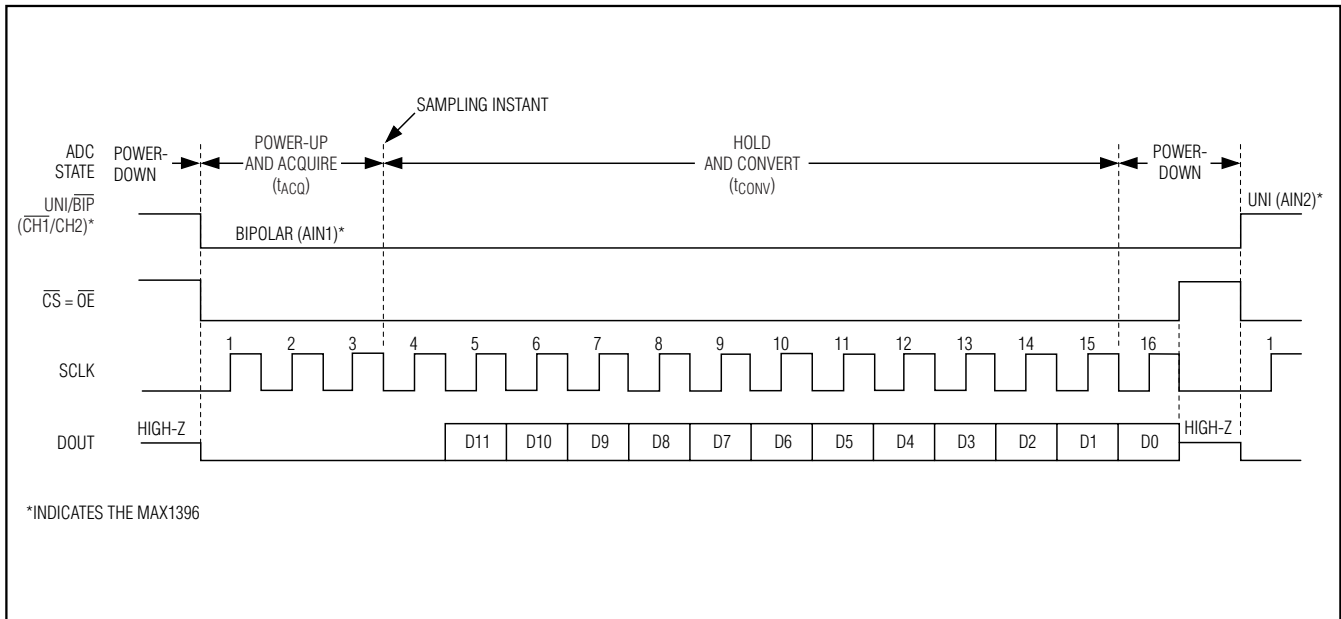 SAMPLING INSTANT
ADC
STATE
POWER-
DOWN
POWER-UP
AND ACQUIRE
(tACQ)
HOLD
AND CONVERT
(tCONV)
POWER-
DOWN
UNI/BIP
(CH1/CH2)*
BIPOLAR (AIN1)*
UNI (AIN2)*
CS = OE
SCLK
1 2 3 4 5 6 7 8 9 10 11 12 13 14 15 16 1
DOUT
HIGH-Z
D11 D10 D9 D8 D7 D6 D5 D4 D3 D2 D1 D0
HIGH-Z
*INDICATES THE MAX1396